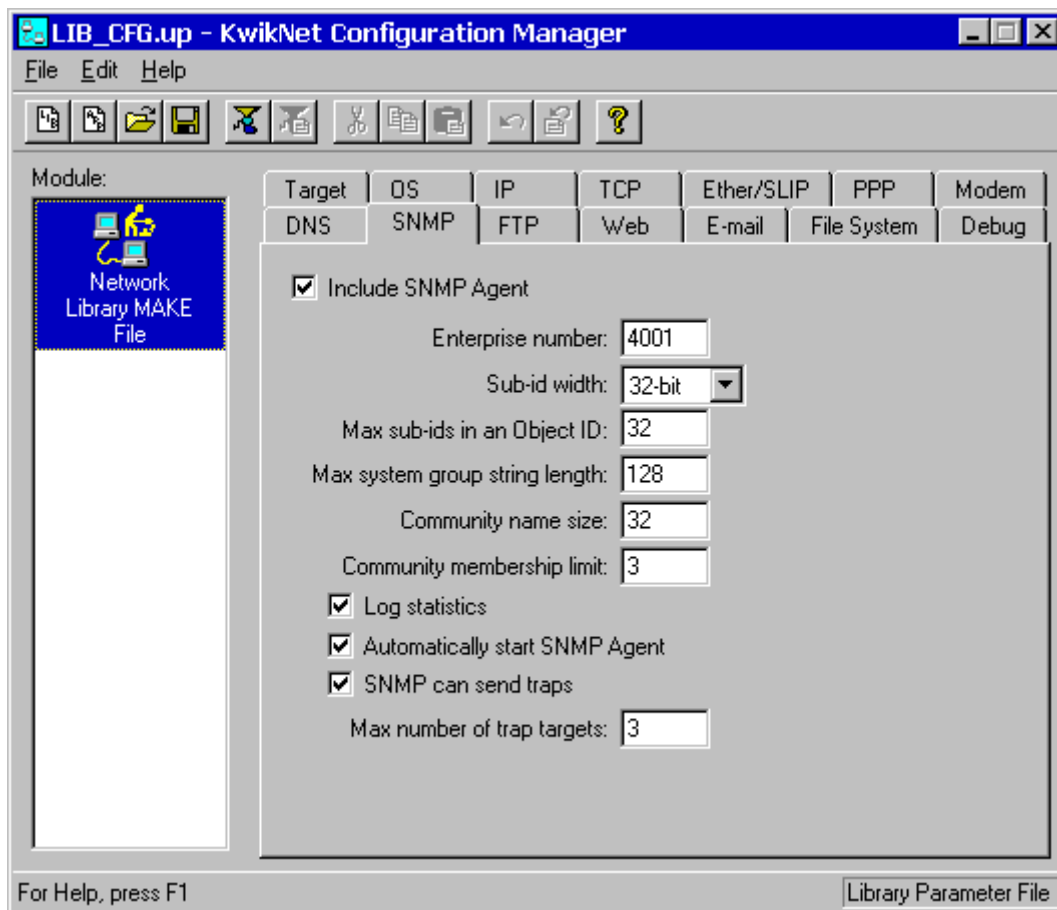 LIB_CFG.up - KwikNet Configuration Manager
File Edit Help
Module:
Network
Library MAKE
File
Target OS IP TCP Ether/SLIP PPP Modem
DNS SNMP FTP Web E-mail File System Debug
Include SNMP Agent
Enterprise number: 4001
Sub-id width: 32-bit
Max sub-ids in an Object ID: 32
Max system group string length: 128
Community name size: 32
Community membership limit: 3
Log statistics
Automatically start SNMP Agent
SNMP can send traps
Max number of trap targets: 3
For Help, press F1 Library Parameter File